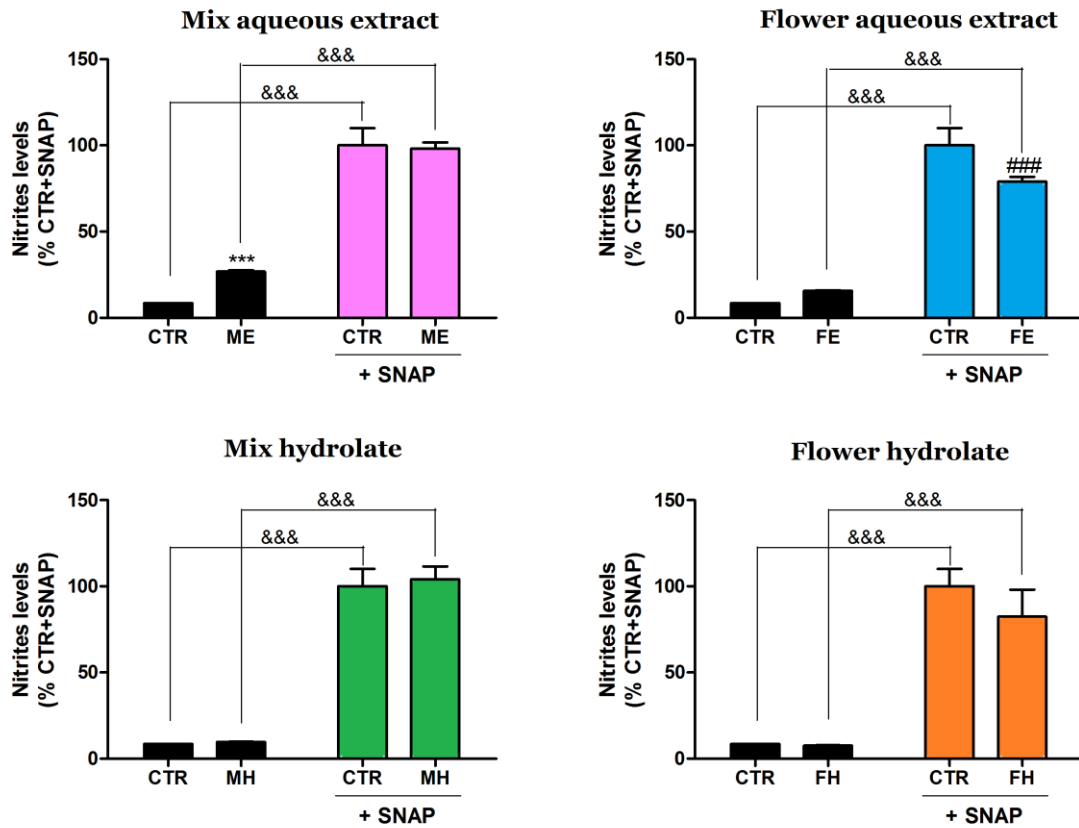 Mix aqueous extract
Nitrites levels
(% CTR+SNAP)
150
100
50
0
&&&
&&&
***
CTR ME CTR ME
+ SNAP
Flower aqueous extract
Nitrites levels
(% CTR+SNAP)
150
100
50
0
&&&
&&&
###
CTR FE CTR FE
+ SNAP
Mix hydrolate
Nitrites levels
(% CTR+SNAP)
150
100
50
0
&&&
&&&
CTR MH CTR MH
+ SNAP
Flower hydrolate
Nitrites levels
(% CTR+SNAP)
150
100
50
0
&&&
&&&
CTR FH CTR FH
+ SNAP